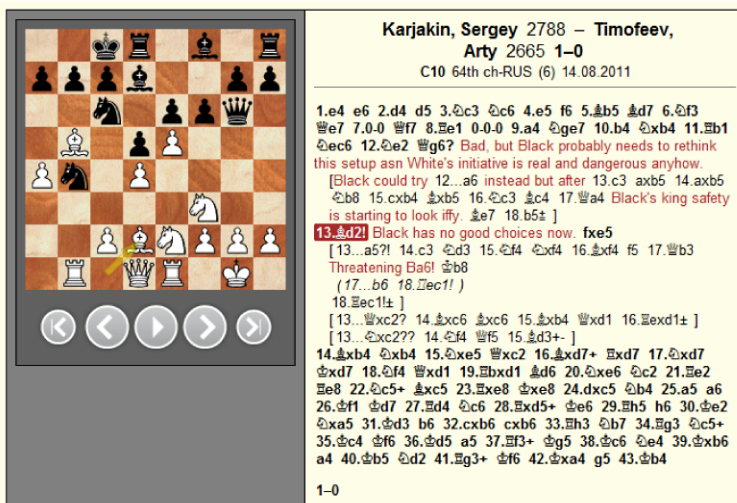 Karjakin, Sergey 2788 – Timofeev,
Arty 2665 1–0
C10 64th ch-RUS (6) 14.08.2011
1.e4 e6 2.d4 d5 3.♘c3 ♘c6 4.e5 f6 5.♗b5 ♗d7 6.♘f3
♕e7 7.0-0 ♕f7 8.♖e1 0-0-0 9.a4 ♘ge7 10.b4 ♘xb4 11.♖b1
♘ec6 12.♘e2 ♕g6? Bad, but Black probably needs to rethink
this setup asn White's initiative is real and dangerous anyhow.
[Black could try 12...a6 instead but after 13.c3 axb5 14.axb5
♘b8 15.cxb4 ♗xb5 16.♘c3 ♗c4 17.♕a4 Black's king safety
is starting to look iffy. ♗e7 18.b5± ]
13.♗d2! Black has no good choices now. fxe5
[ 13...a5?! 14.c3 ♘d3 15.♘f4 ♘xf4 16.♗xf4 f5 17.♕b3
Threatening Ba6! ♔b8
(17...b6 18.♖ec1! )
18.♖ec1!± ]
[ 13...♕xc2? 14.♗xc6 ♗xc6 15.♗xb4 ♕xd1 16.♖exd1± ]
[ 13...♘xc2?? 14.♘f4 ♕f5 15.♗d3+- ]
14.♗xb4 ♘xb4 15.♘xe5 ♕xc2 16.♗xd7+ ♖xd7 17.♘xd7
♔xd7 18.♘f4 ♕xd1 19.♖bxd1 ♗d6 20.♘xe6 ♘c2 21.♖e2
♖e8 22.♘c5+ ♗xc5 23.♖xe8 ♔xe8 24.dxc5 ♘b4 25.a5 a6
26.♔f1 ♔d7 27.♖d4 ♘c6 28.♖xd5+ ♔e6 29.♖h5 h6 30.♔e2
♘xa5 31.♔d3 b6 32.cxb6 cxb6 33.♖h3 ♘b7 34.♖g3 ♘c5+
35.♔c4 ♔f6 36.♔d5 a5 37.♖f3+ ♔g5 38.♔c6 ♘e4 39.♔xb6
a4 40.♔b5 ♘d2 41.♖g3+ ♔f6 42.♔xa4 g5 43.♔b4
1–0